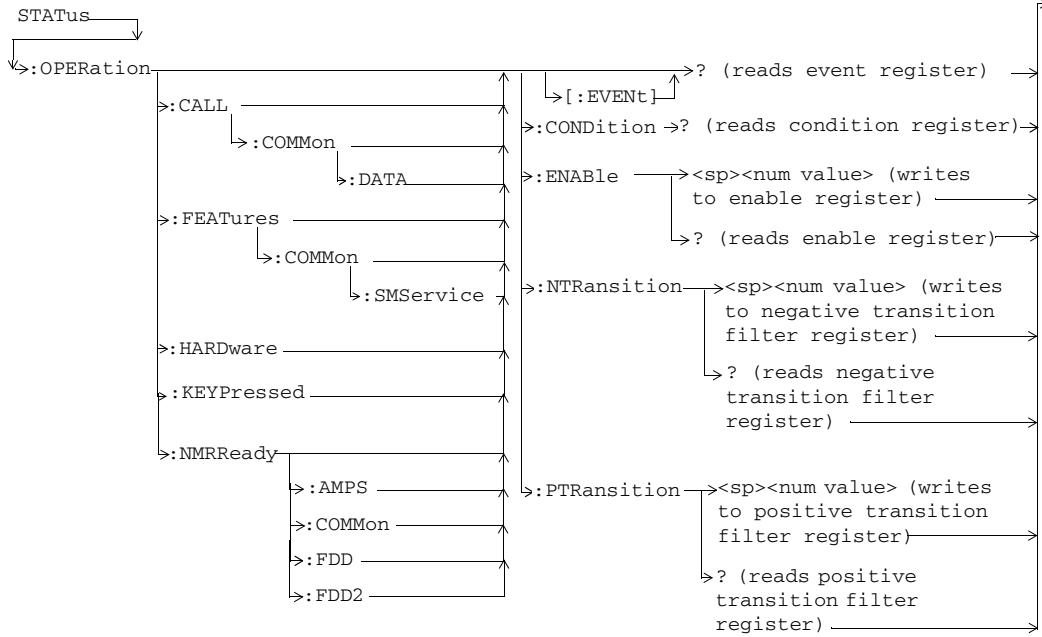 STATus
:OPERation
? (reads event register)
[:EVENt]
:CALL
:CONDition ? (reads condition register)
:COMMon
:DATA
:ENABle <sp><num value> (writes
to enable register)
:FEATures
? (reads enable register)
:COMMon
:SMService
:NTRansition <sp><num value> (writes
to negative transition
filter register)
:HARDware
? (reads negative
transition filter
register)
:KEYPressed
:NMRReady
:AMPS
:PTRansition <sp><num value> (writes
to positive transition
filter register)
:COMMon
:FDD
? (reads positive
transition filter
register)
:FDD2